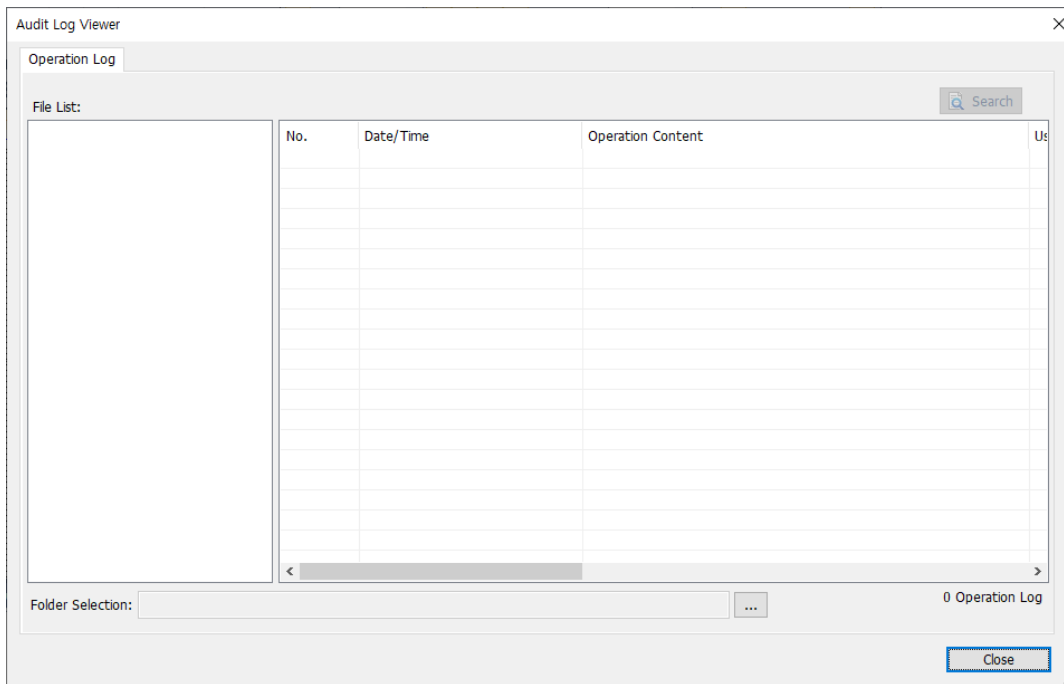 Audit Log Viewer
Operation Log
File List:
Search
No. Date/Time Operation Content Us
Folder Selection: ...
0 Operation Log
Close